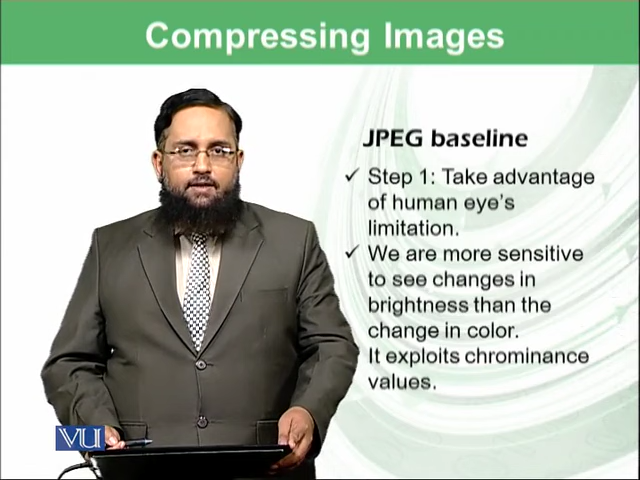 Compressing Images
JPEG baseline
✓ Step 1: Take advantage
of human eye's
limitation.
✓ We are more sensitive
to see changes in
brightness than the
change in color.
It exploits chrominance
values.
VU